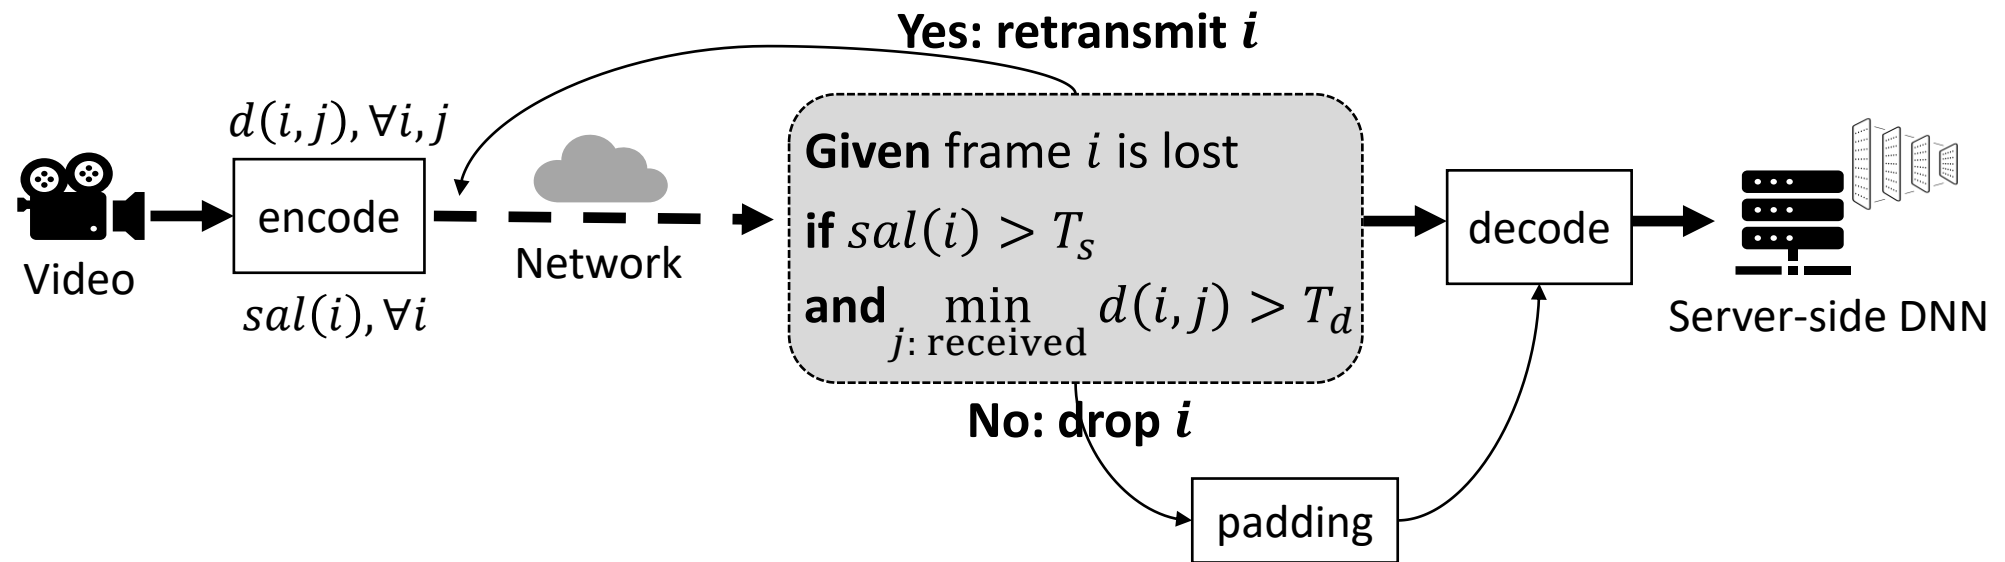 Yes: retransmit i
d(i, j), ∀i, j
Video
encode
sal(i), ∀i
Network
Given frame i is lost
if sal(i) > T_s
and min d(i, j) > T_d
j: received
No: drop i
padding
decode
Server-side DNN